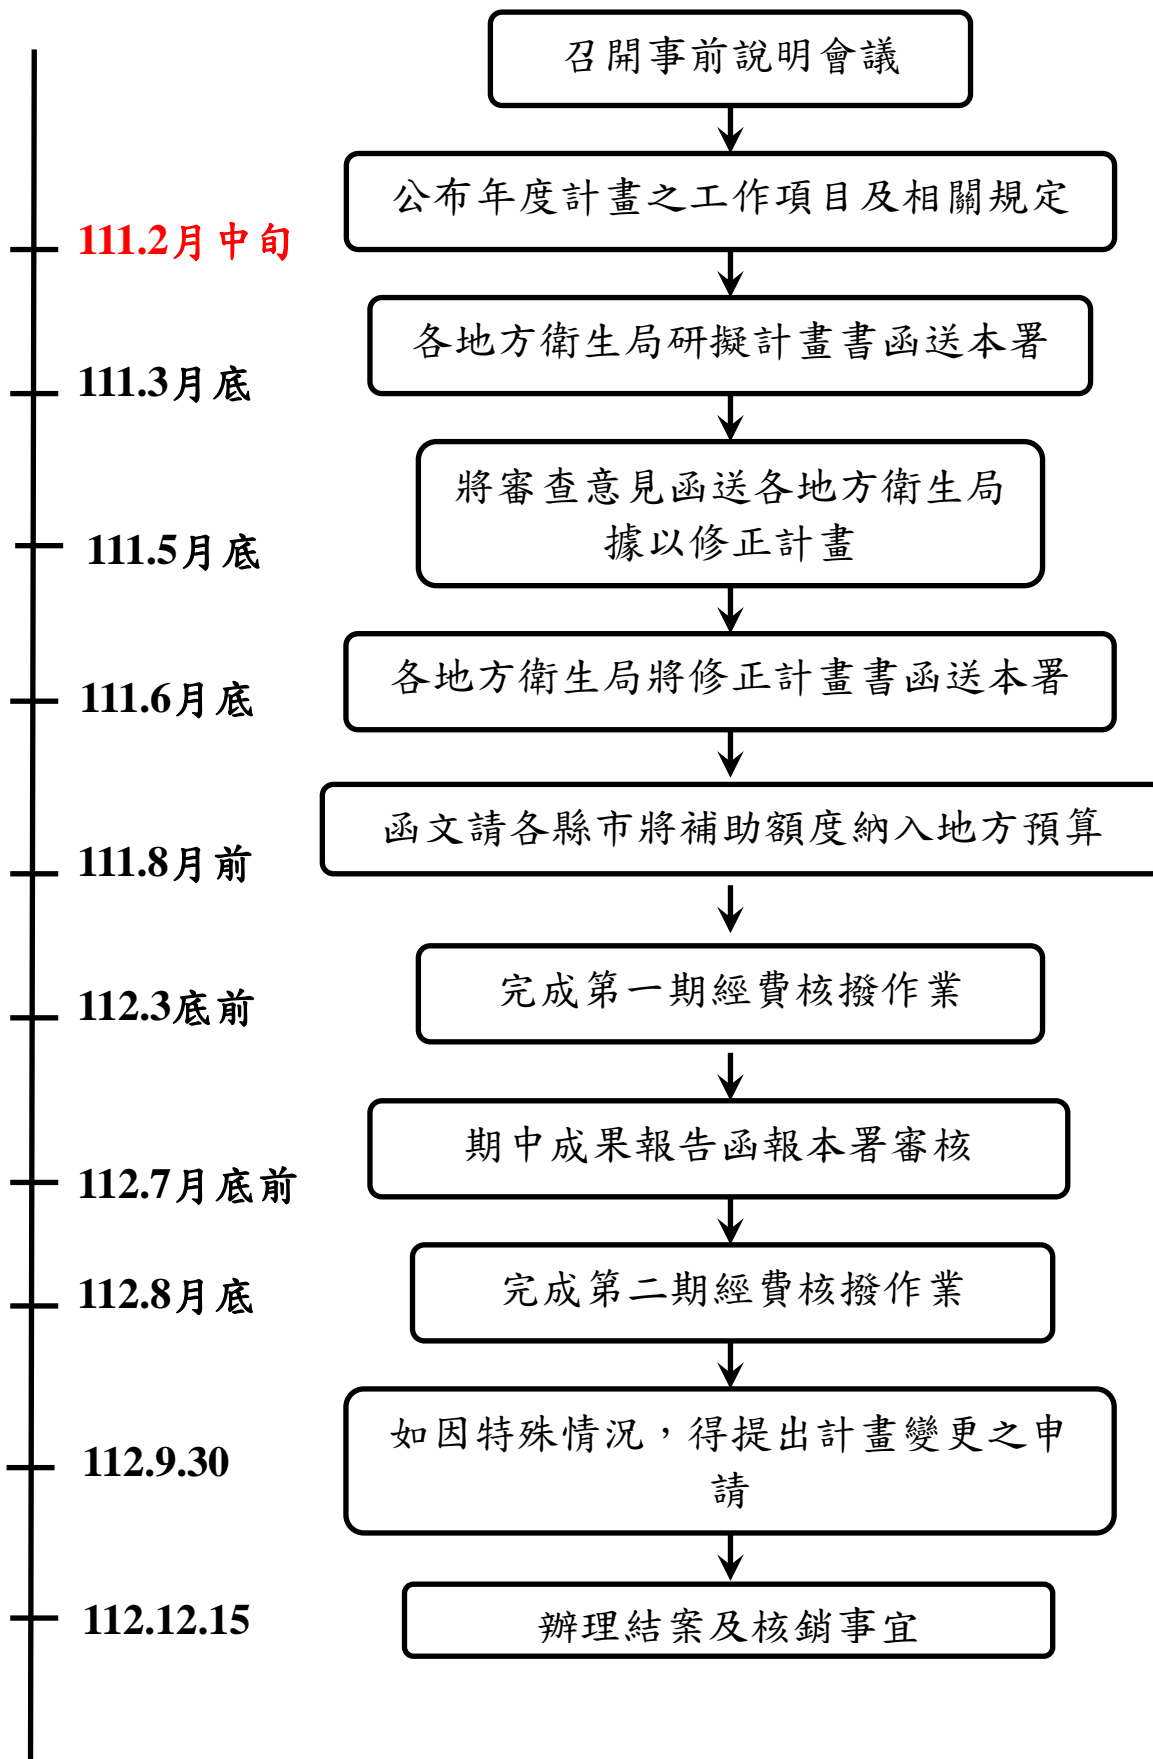 召開事前說明會議
公布年度計畫之工作項目及相關規定
111.2月中旬
各地方衛生局研擬計畫書函送本署
111.3月底
將審查意見函送各地方衛生局
據以修正計畫
111.5月底
各地方衛生局將修正計畫書函送本署
111.6月底
函文請各縣市將補助額度納入地方預算
111.8月前
完成第一期經費核撥作業
112.3底前
期中成果報告函報本署審核
112.7月底前
完成第二期經費核撥作業
112.8月底
如因特殊情況，得提出計畫變更之申
請
112.9.30
辦理結案及核銷事宜
112.12.15